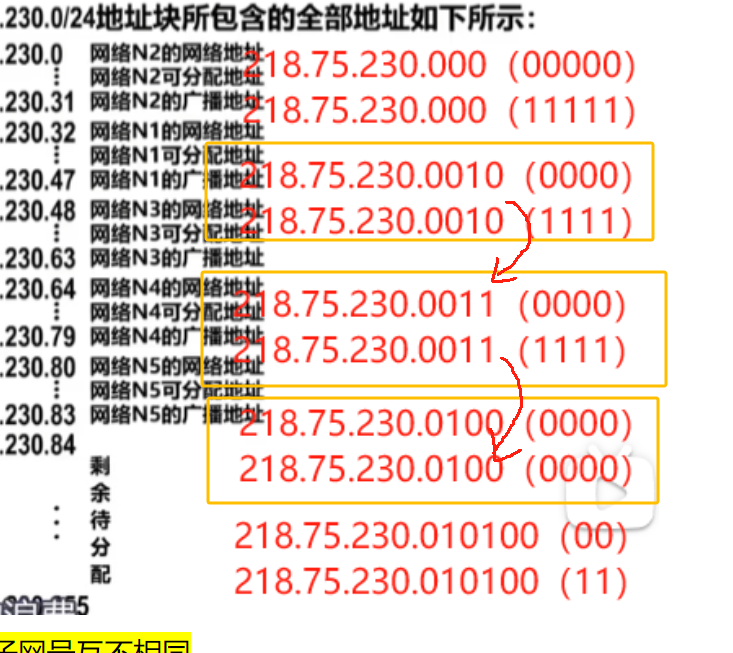 .230.0/24地址块所包含的全部地址如下所示：
.230.0 网络N2的网络地址
网络N2可分配地址
.230.31 网络N2的广播地址
.230.32 网络N1的网络地址
网络N1可分配地址
.230.47 网络N1的广播地址
.230.48 网络N3的网络地址
网络N3可分配地址
.230.63 网络N3的广播地址
.230.64 网络N4的网络地址
网络N4可分配地址
.230.79 网络N4的广播地址
.230.80 网络N5的网络地址
网络N5可分配地址
.230.83 网络N5的广播地址
.230.84
剩
余
待
分
配
218.75.230.000（00000）
218.75.230.000（11111）
218.75.230.0010（0000）
218.75.230.0010（1111）
218.75.230.0011（0000）
218.75.230.0011（1111）
218.75.230.0100（0000）
218.75.230.0100（0000）
218.75.230.010100（00）
218.75.230.010100（11）
子网号互不相同